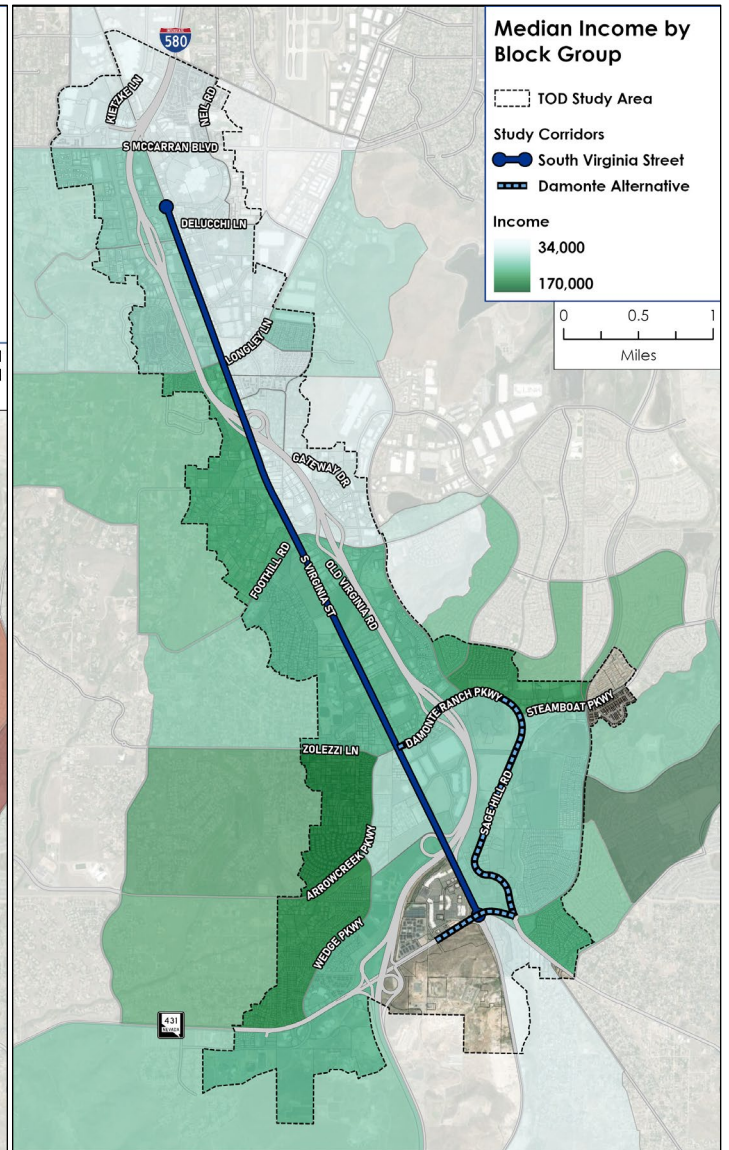 Median Income by
Block Group
TOD Study Area
Study Corridors
South Virginia Street
Damonte Alternative
Income
34,000
170,000
0 0.5 1
Miles
INTERSTATE
580
KIETZKE LN
NEIL RD
S MCCARRAN BLVD
DELUCCHI LN
LONGLEY LN
GATEWAY DR
FOOTHILL RD
S VIRGINIA ST
OLD VIRGINIA RD
DAMONTE RANCH PKWY
STEAMBOAT PKWY
ZOLEZZI LN
SAGE HILL RD
ARROWCREEK PKWY
WEDGE PKWY
431
NEVADA